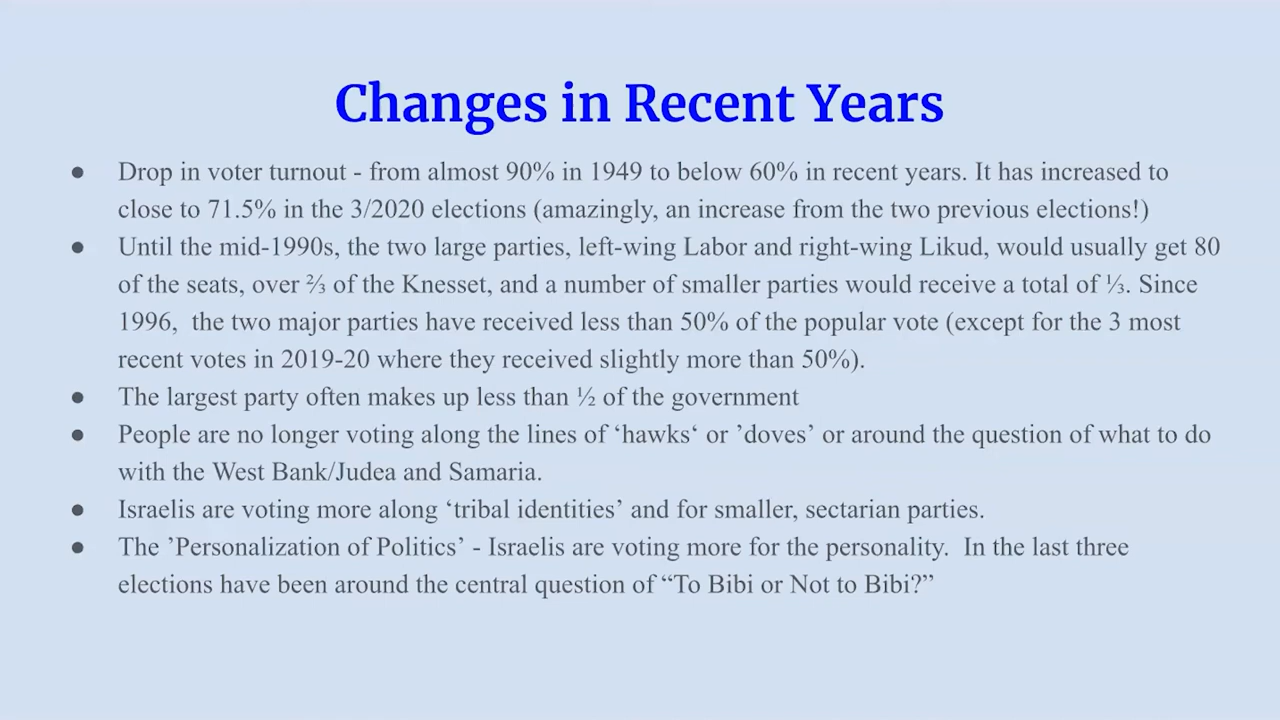 Changes in Recent Years
● Drop in voter turnout - from almost 90% in 1949 to below 60% in recent years. It has increased to
close to 71.5% in the 3/2020 elections (amazingly, an increase from the two previous elections!)
● Until the mid-1990s, the two large parties, left-wing Labor and right-wing Likud, would usually get 80
of the seats, over ⅔ of the Knesset, and a number of smaller parties would receive a total of ⅓. Since
1996,  the two major parties have received less than 50% of the popular vote (except for the 3 most
recent votes in 2019-20 where they received slightly more than 50%).
● The largest party often makes up less than ½ of the government
● People are no longer voting along the lines of ‘hawks‘ or ’doves’ or around the question of what to do
with the West Bank/Judea and Samaria.
● Israelis are voting more along ‘tribal identities’ and for smaller, sectarian parties.
● The ’Personalization of Politics’ - Israelis are voting more for the personality.  In the last three
elections have been around the central question of “To Bibi or Not to Bibi?”